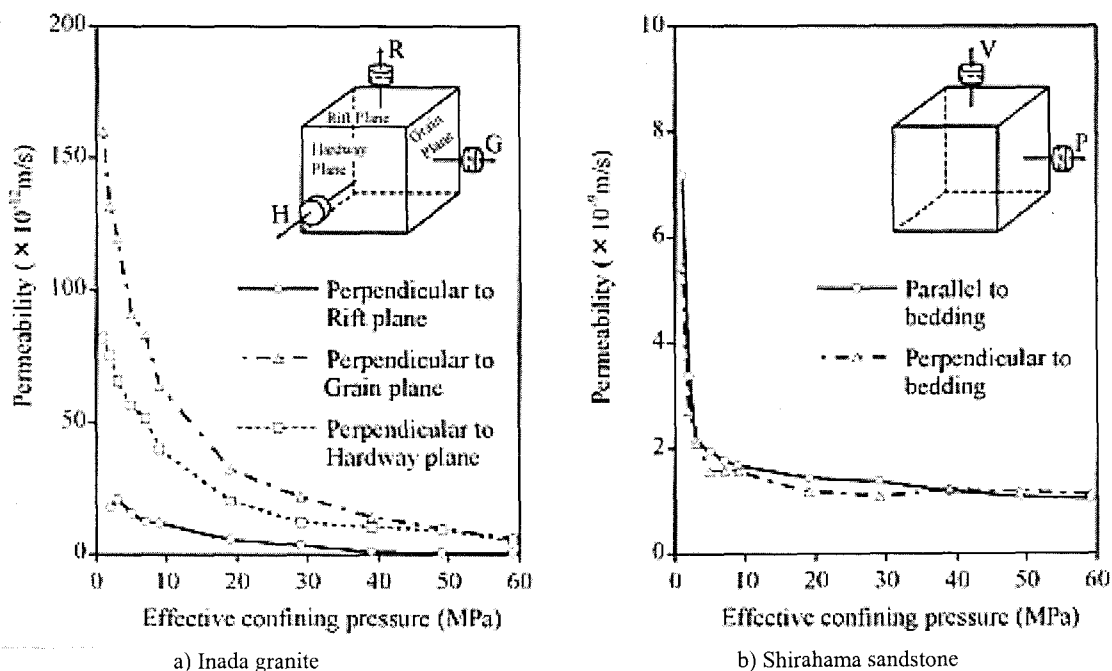 200
150
100
50
0
0 10 20 30 40 50 60
Permeability ( × 10⁻¹²m/s)
Effective confining pressure (MPa)
R
Rift Plane
Grain
Plane
Hardway
Plane
G
H
Perpendicular to
Rift plane
Perpendicular to
Grain plane
Perpendicular to
Hardway plane
a) Inada granite
10
8
6
4
2
0
0 10 20 30 40 50 60
Permeability ( × 10⁻⁹m/s)
Effective confining pressure (MPa)
V
P
Parallel to
bedding
Perpendicular to
bedding
b) Shirahama sandstone